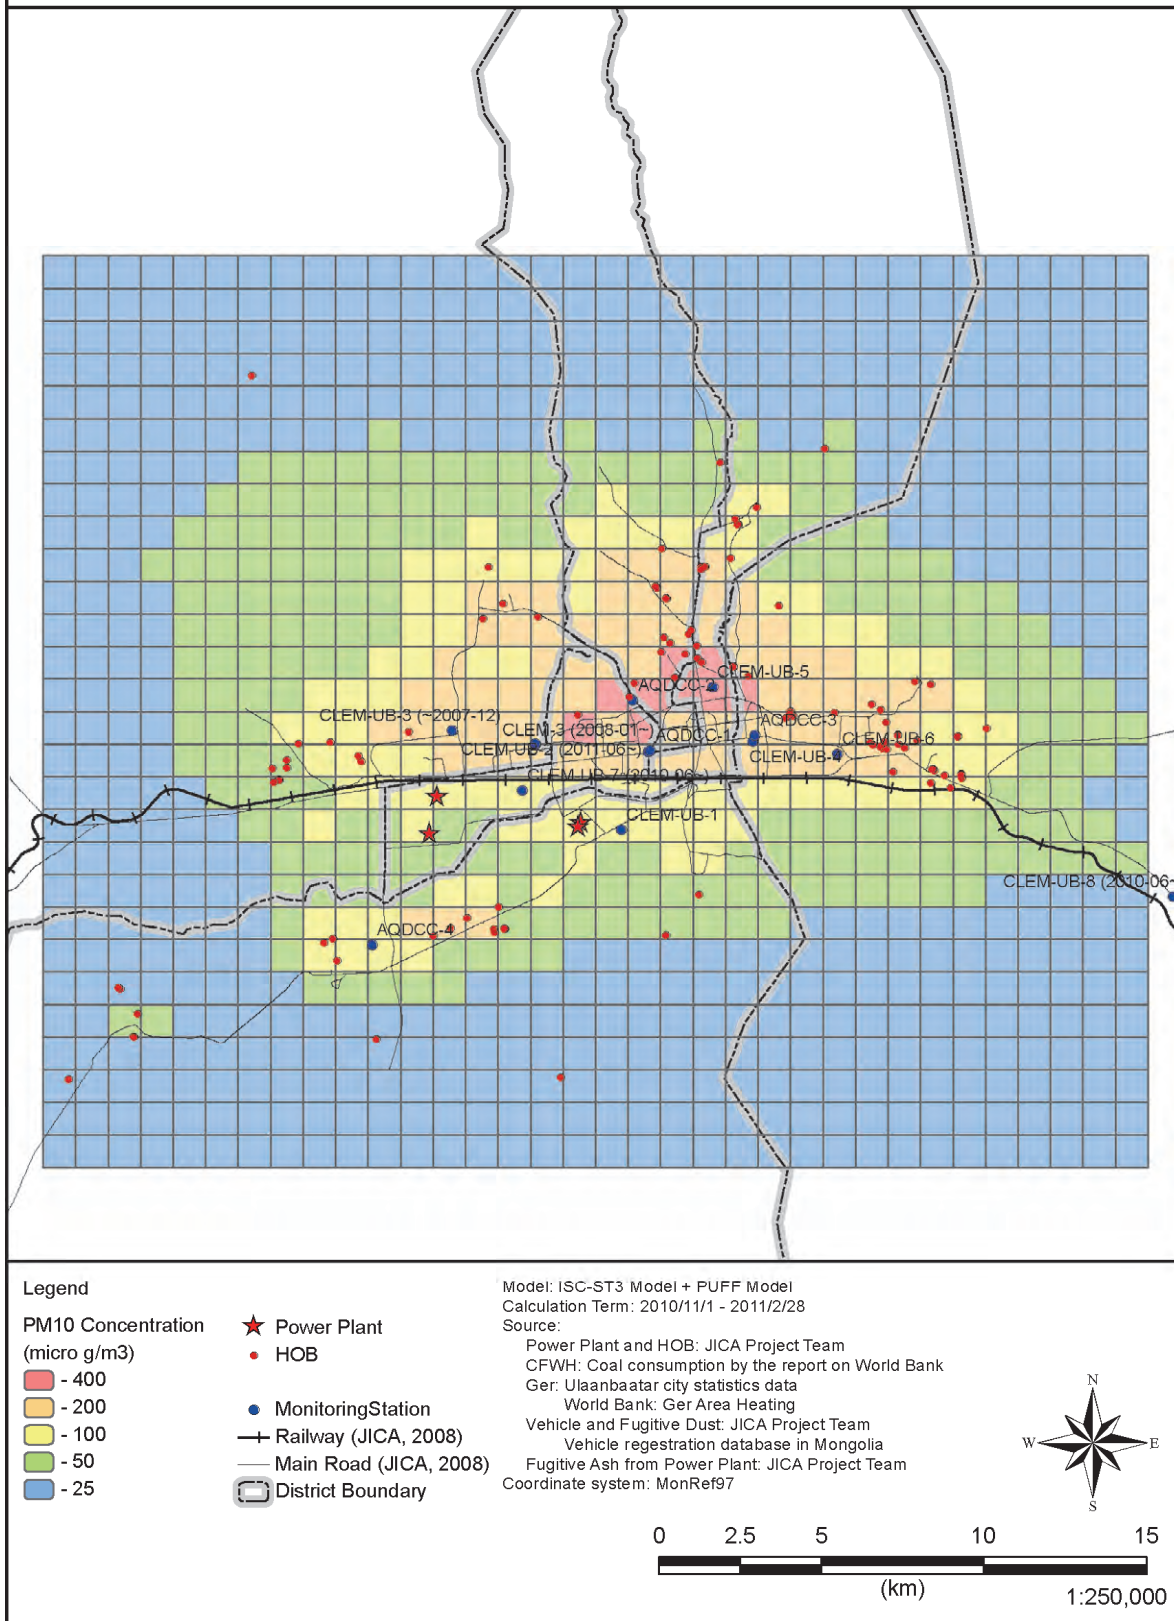 CLEM-UB-5
AQDCC-2
CLEM-UB-3 (~2007-12)
AQDCC-3
CLEM-3 (2008-01~)
AQDCC-1
CLEM-UB-6
CLEM-UB-2 (2011-06~)
CLEM-UB-4
CLEM-UB-7 (2010-06~)
CLEM-UB-1
CLEM-UB-8 (2010-06~
AQDCC-4
Legend
PM10 Concentration
(micro g/m3)
- 400
- 200
- 100
- 50
- 25
Power Plant
HOB
MonitoringStation
Railway (JICA, 2008)
Main Road (JICA, 2008)
District Boundary
Model: ISC-ST3 Model + PUFF Model
Calculation Term: 2010/11/1 - 2011/2/28
Source:
Power Plant and HOB: JICA Project Team
CFWH: Coal consumption by the report on World Bank
Ger: Ulaanbaatar city statistics data
World Bank: Ger Area Heating
Vehicle and Fugitive Dust: JICA Project Team
Vehicle regestration database in Mongolia
Fugitive Ash from Power Plant: JICA Project Team
Coordinate system: MonRef97
N
W E
S
0 2.5 5 10 15
(km)
1:250,000